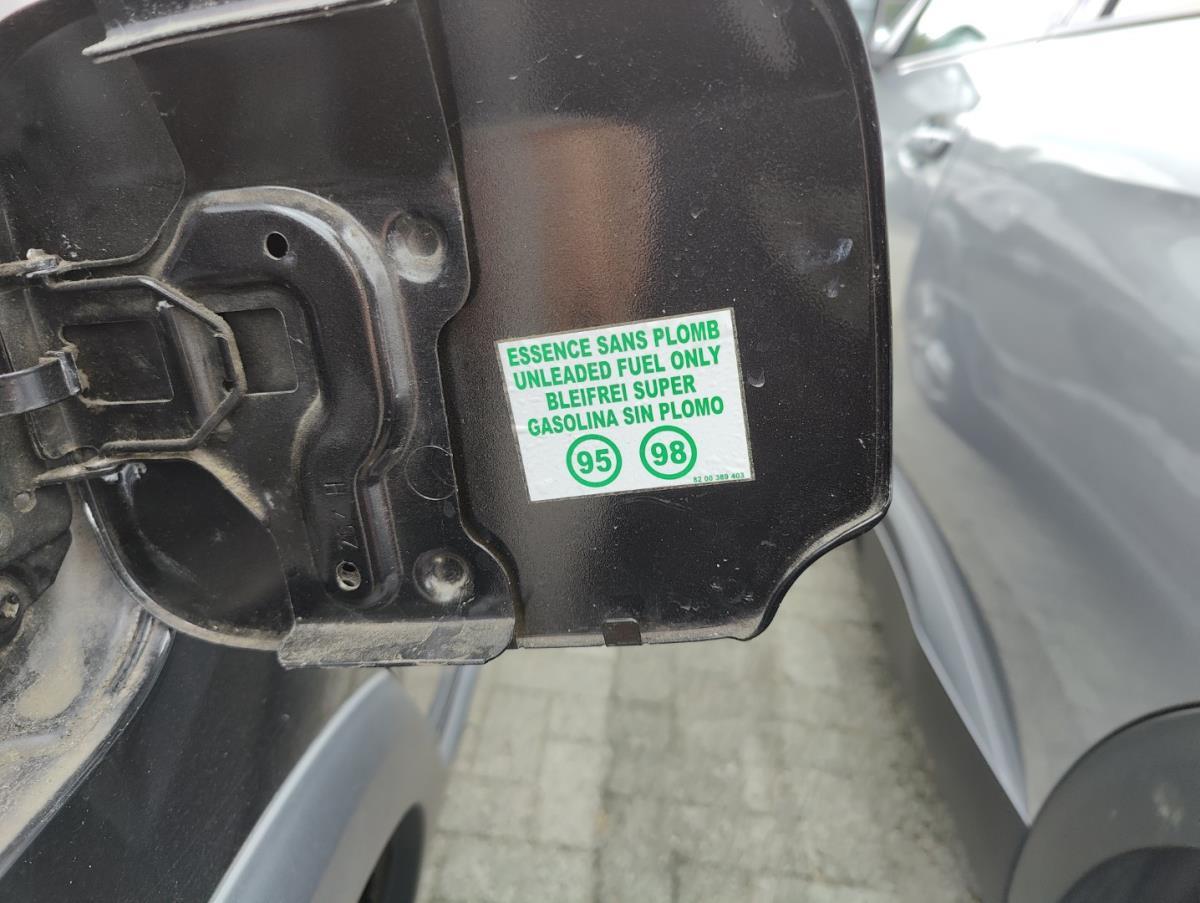 ESSENCE SANS PLOMB
UNLEADED FUEL ONLY
BLEIFREI SUPER
GASOLINA SIN PLOMO
95 98
82 00 389 403